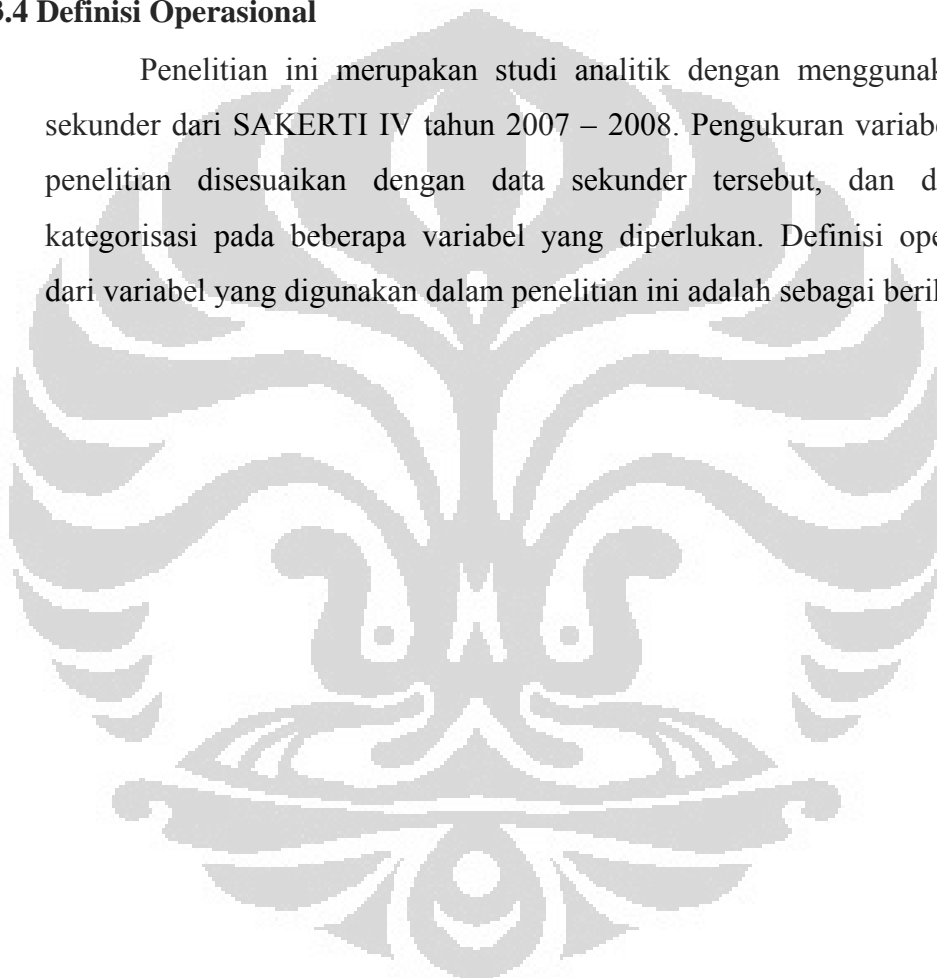 3.4 Definisi Operasional
Penelitian ini merupakan studi analitik dengan menggunak
sekunder dari SAKERTI IV tahun 2007 – 2008. Pengukuran variabe
penelitian disesuaikan dengan data sekunder tersebut, dan d
kategorisasi pada beberapa variabel yang diperlukan. Definisi ope
dari variabel yang digunakan dalam penelitian ini adalah sebagai beri